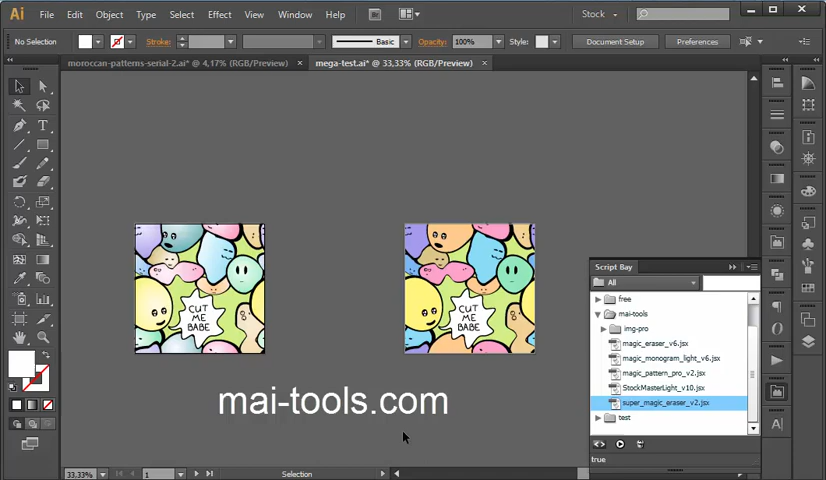 Ai File Edit Object Type Select Effect View Window Help Stock
No Selection Stroke: Basic Opacity: 100% Style: Document Setup Preferences
moroccan-patterns-serial-2.ai* @ 4,17% (RGB/Preview) × mega-test.ai* @ 33,33% (RGB/Preview) ×
CUT
ME
BABE
CUT
ME
BABE
mai-tools.com
Script Bay
All
free
mai-tools
img-pro
magic_eraser_v6.jsx
magic_monogram_light_v6.jsx
magic_pattern_pro_v2.jsx
StockMasterLight_v10.jsx
super_magic_eraser_v2.jsx
test
true
33.33% 1 Selection